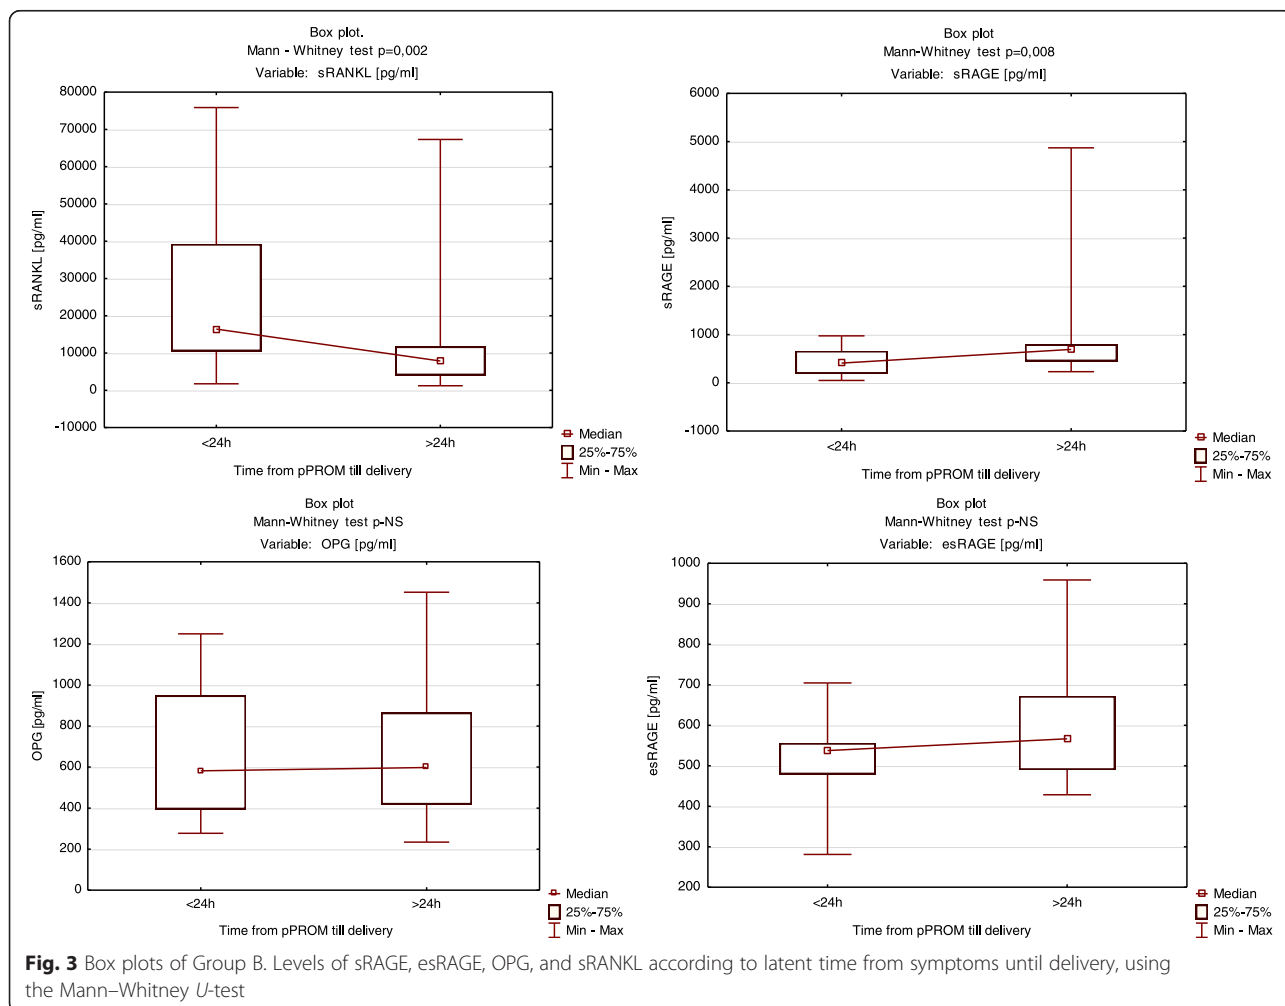 Box plot.
Mann - Whitney test p=0,002
Variable: sRANKL [pg/ml]
80000
70000
60000
50000
40000
30000
20000
10000
0
-10000
sRANKL [pg/ml]
<24h
>24h
Time from pPROM till delivery
Median
25%-75%
Min - Max
Box plot
Mann-Whitney test p=0,008
Variable: sRAGE [pg/ml]
6000
5000
4000
3000
2000
1000
0
-1000
sRAGE [pg/ml]
<24h
>24h
Time from pPROM till delivery
Median
25%-75%
Min - Max
Box plot
Mann-Whitney test p-NS
Variable: OPG [pg/ml]
1600
1400
1200
1000
800
600
400
200
0
OPG [pg/ml]
<24h
>24h
Time from pPROM till delivery
Median
25%-75%
Min - Max
Box plot
Mann-Whitney test p-NS
Variable: esRAGE [pg/ml]
1000
900
800
700
600
500
400
300
200
esRAGE [pg/ml]
<24h
>24h
Time from pPROM till delivery
Median
25%-75%
Min - Max
Fig. 3 Box plots of Group B. Levels of sRAGE, esRAGE, OPG, and sRANKL according to latent time from symptoms until delivery, using
the Mann–Whitney U-test